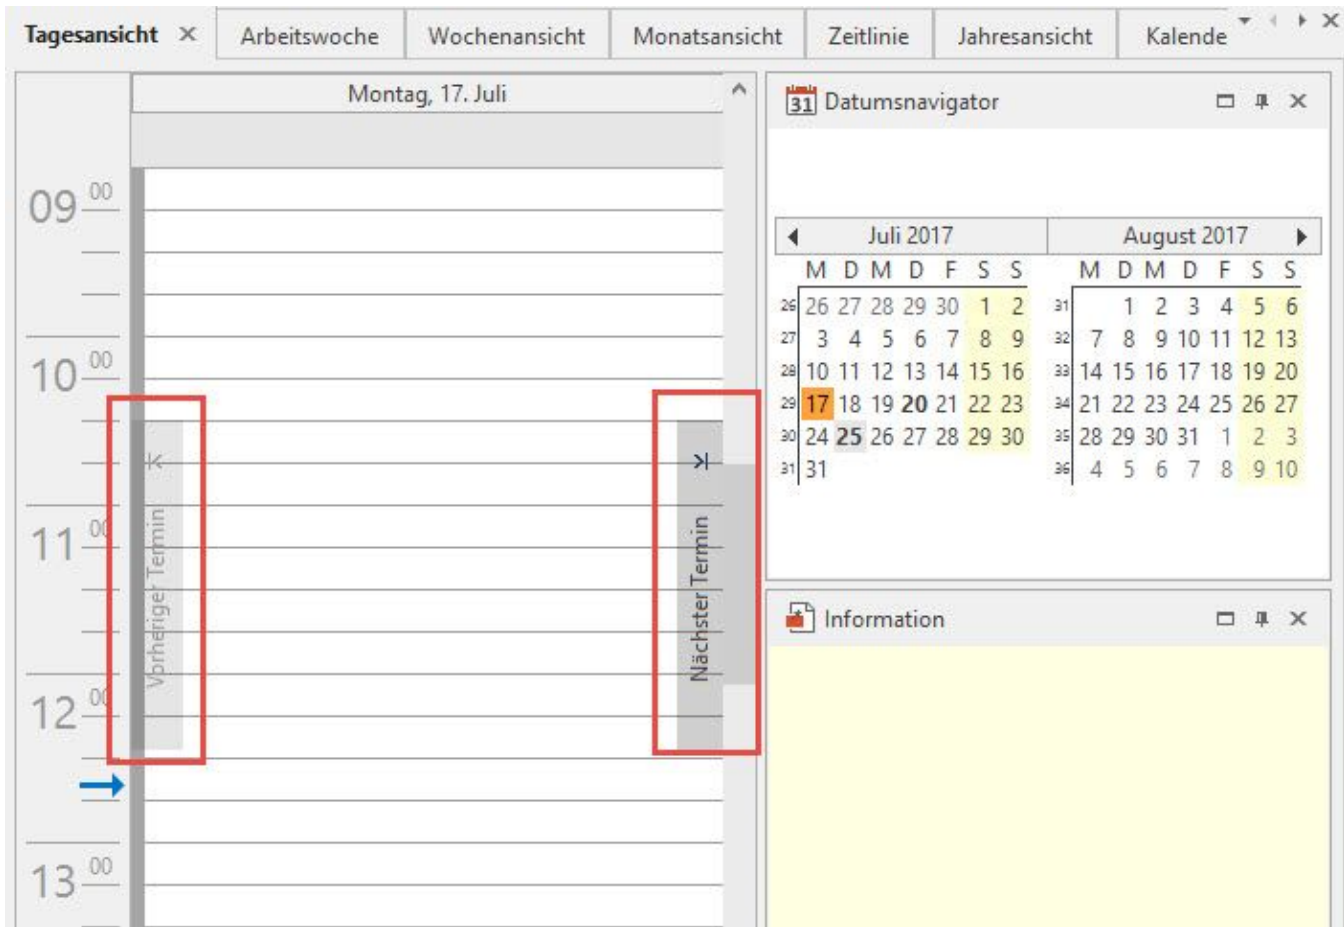 Tagesansicht × Arbeitswoche Wochenansicht Monatsansicht Zeitlinie Jahresansicht Kalende
Montag, 17. Juli
09 00
10 00
11 00
12 00
13 00
Vorheriger Termin
Nächster Termin
31 Datumsnavigator
Juli 2017
M D M D F S S
26 26 27 28 29 30 1 2
27 3 4 5 6 7 8 9
28 10 11 12 13 14 15 16
29 17 18 19 20 21 22 23
30 24 25 26 27 28 29 30
31 31
August 2017
M D M D F S S
31 1 2 3 4 5 6
32 7 8 9 10 11 12 13
33 14 15 16 17 18 19 20
34 21 22 23 24 25 26 27
35 28 29 30 31 1 2 3
36 4 5 6 7 8 9 10
Information